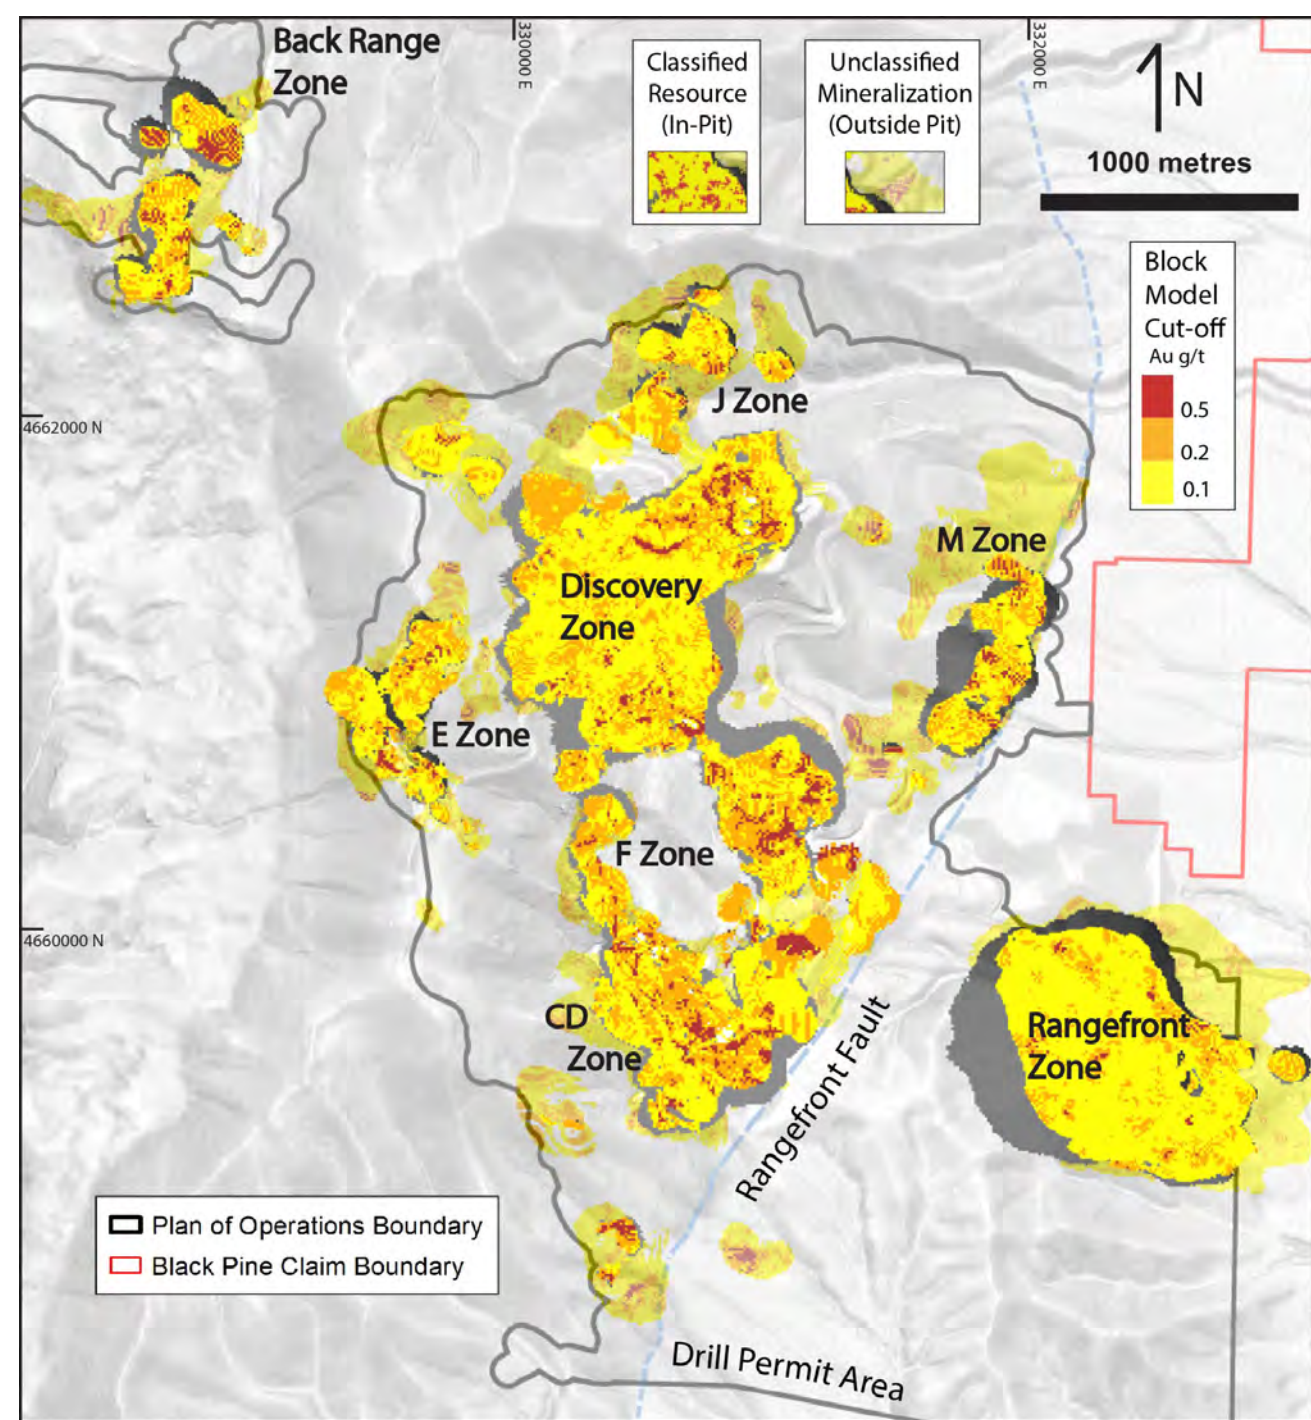 Back Range
Zone
330000 E
332000 E
Classified
Resource
(In-Pit)
Unclassified
Mineralization
(Outside Pit)
N
1000 metres
Block
Model
Cut-off
Au g/t
0.5
0.2
0.1
J Zone
4662000 N
M Zone
Discovery
Zone
E Zone
F Zone
4660000 N
CD
Zone
Rangefront
Zone
Rangefront Fault
Plan of Operations Boundary
Black Pine Claim Boundary
Drill Permit Area